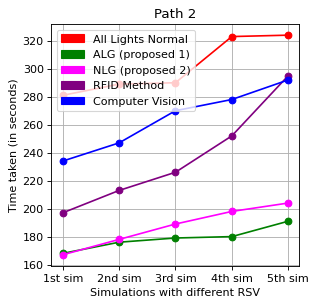 Path 2
All Lights Normal
ALG (proposed 1)
NLG (proposed 2)
RFID Method
Computer Vision
Time taken (in seconds)
320
300
280
260
240
220
200
180
160
1st sim 2nd sim 3rd sim 4th sim 5th sim
Simulations with different RSV